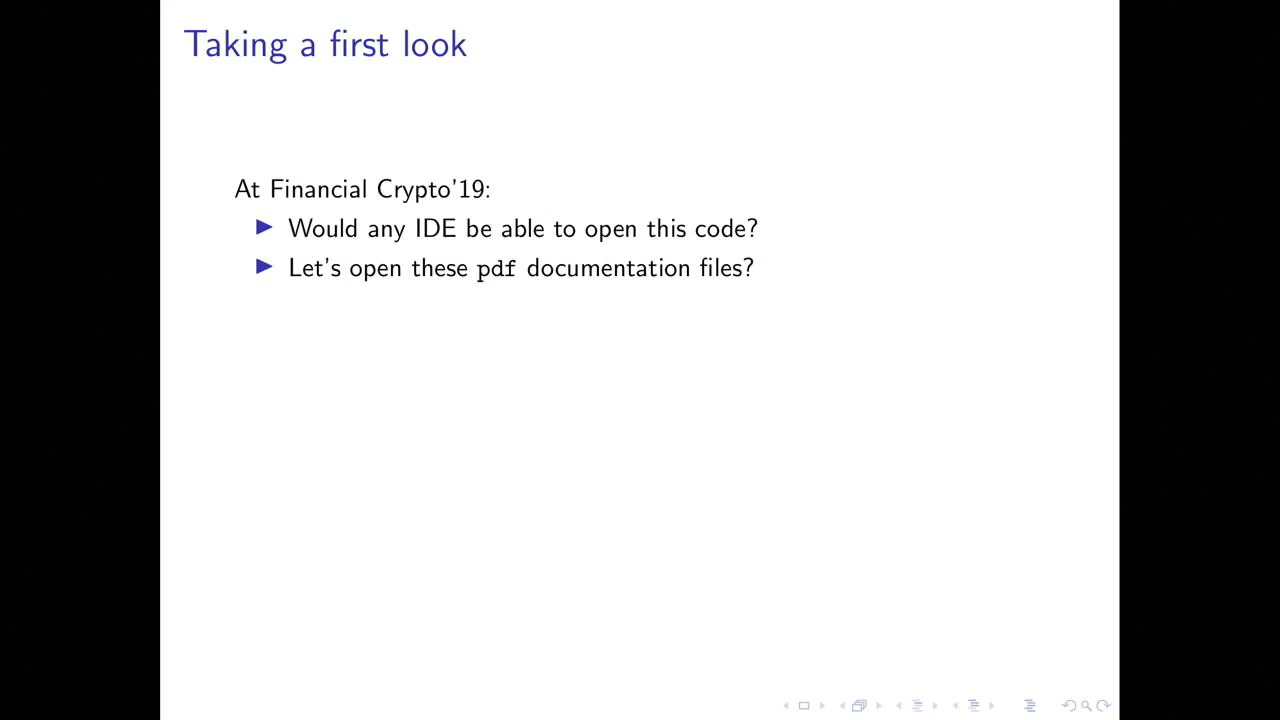 Taking a first look
At Financial Crypto'19:
Would any IDE be able to open this code?
Let's open these pdf documentation files?